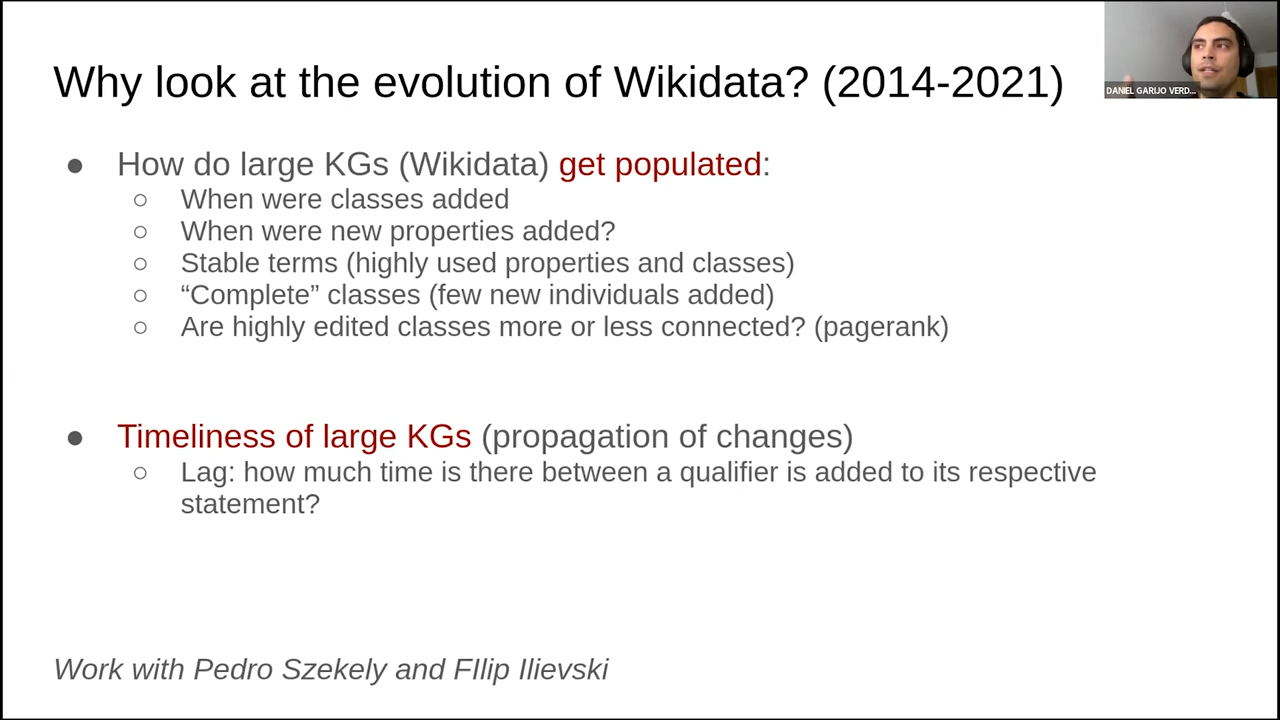 Why look at the evolution of Wikidata? (2014-2021)
DANIEL GARIJO VERD...
● How do large KGs (Wikidata) get populated:
○ When were classes added
○ When were new properties added?
○ Stable terms (highly used properties and classes)
○ “Complete” classes (few new individuals added)
○ Are highly edited classes more or less connected? (pagerank)
● Timeliness of large KGs (propagation of changes)
○ Lag: how much time is there between a qualifier is added to its respective
statement?
Work with Pedro Szekely and FIlip Ilievski